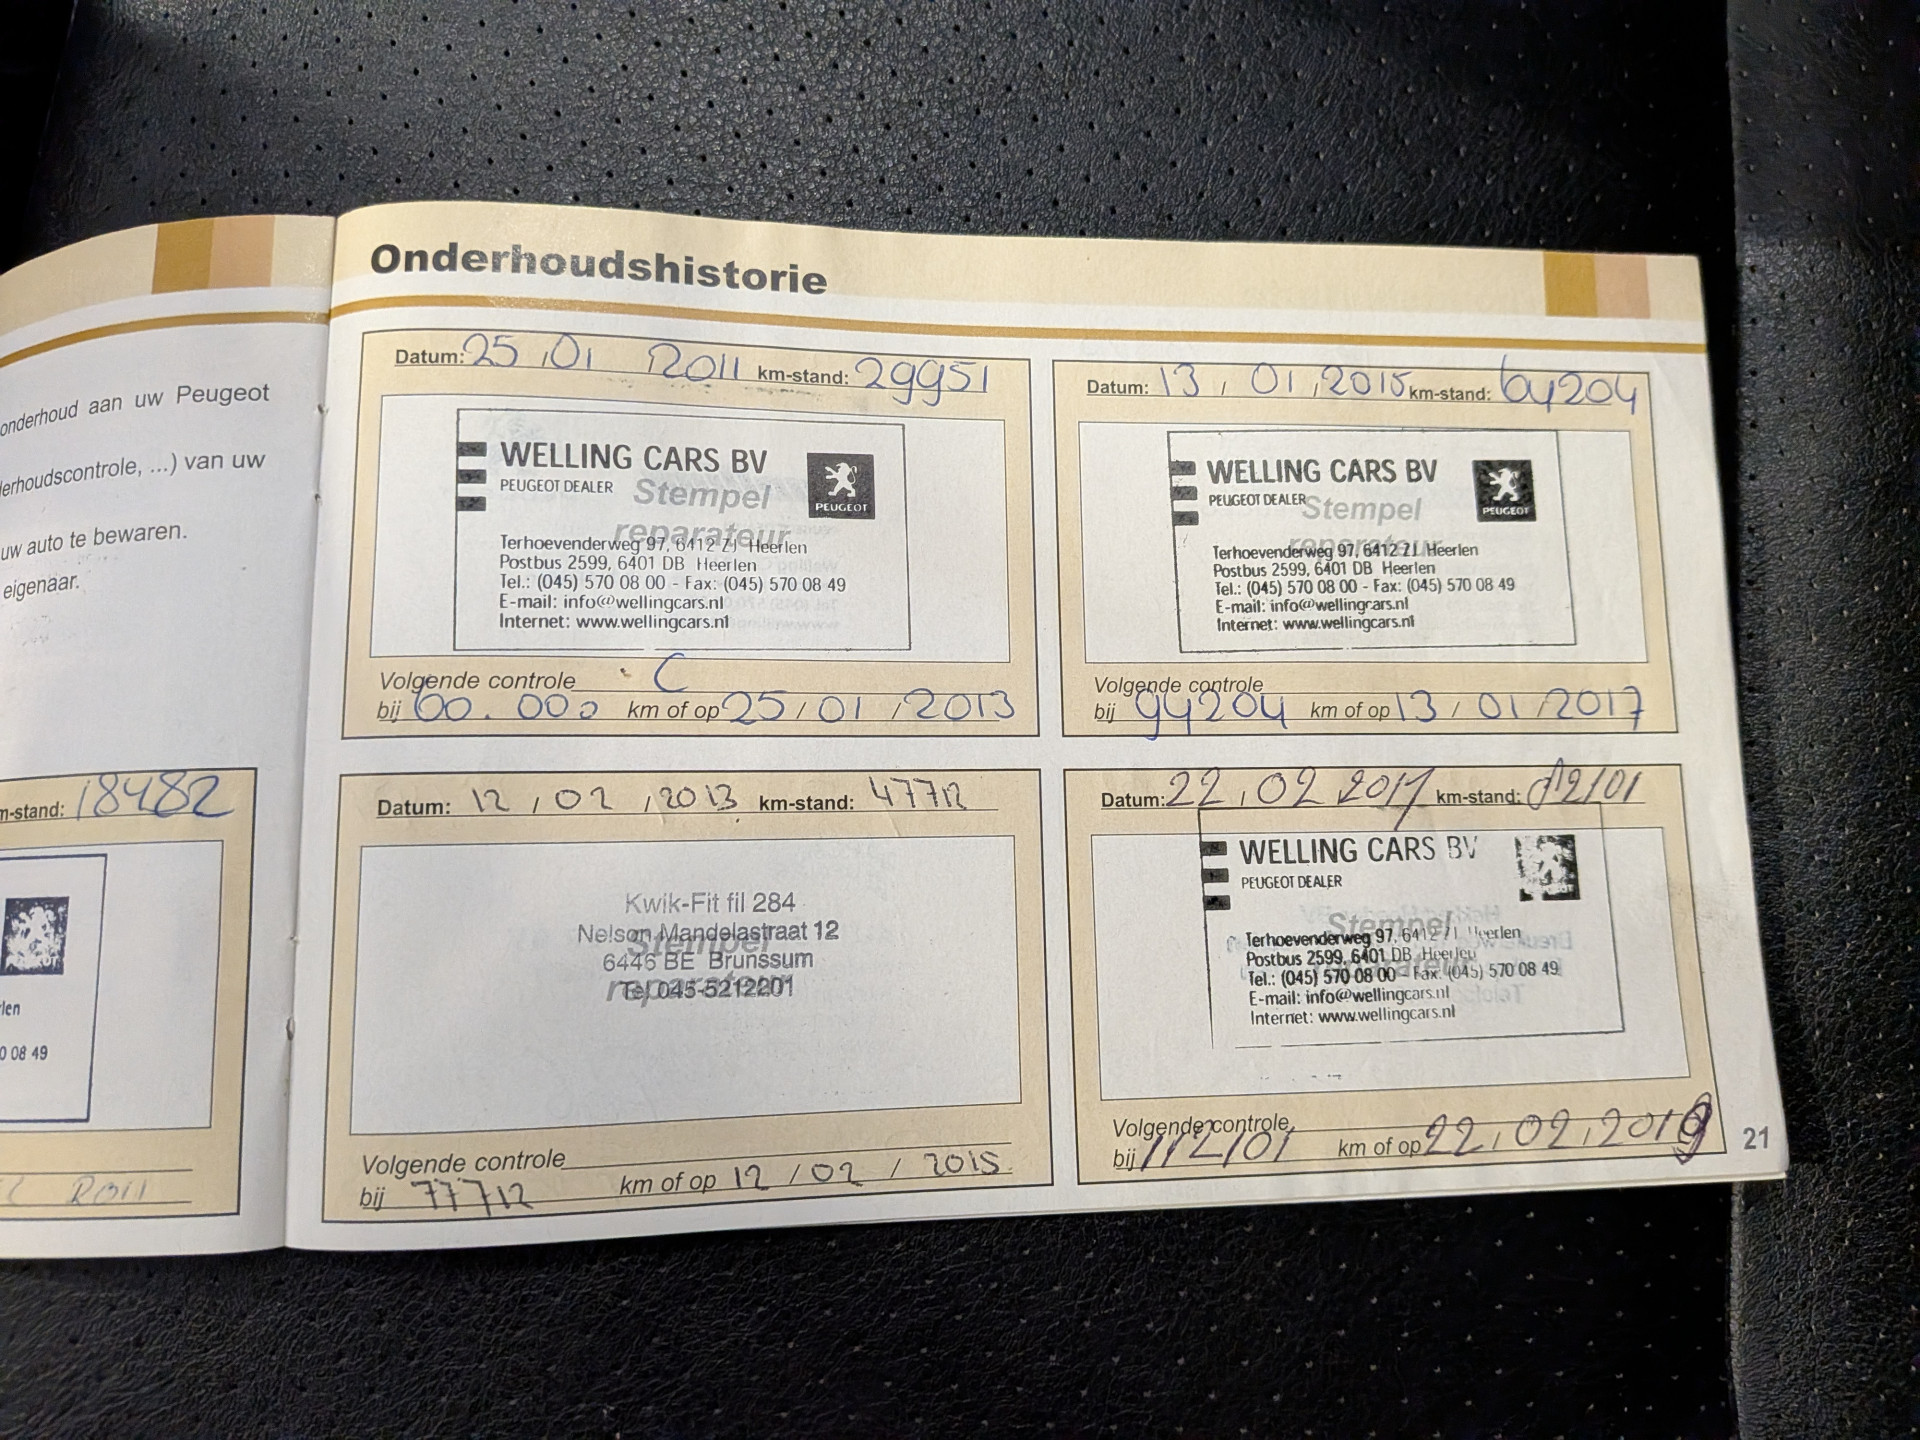 onderhoud aan uw Peugeot
erhoudscontrole, ...) van uw
uw auto te bewaren.
eigenaar.
m-stand: 18482
PEUGEOT
len
0 08 49
Onderhoudshistorie
Datum: 25 / 01 / 2011 km-stand: 29951
WELLING CARS BV
PEUGEOT DEALER
PEUGEOT
Stempel
reparateur
Terhoevenderweg 97, 6412 ZJ Heerlen
Postbus 2599, 6401 DB Heerlen
Tel.: (045) 570 08 00 - Fax: (045) 570 08 49
E-mail: info@wellingcars.nl
Internet: www.wellingcars.nl
Volgende controle C
bij 60.000 km of op 25 / 01 / 2013
Datum: 12 / 02 / 2013 km-stand: 47712
Kwik-Fit fil 284
Nelson Mandelastraat 12
Stempel
6446 BE Brunssum
reparateur
Tel 045-5212201
Volgende controle
bij 77712 km of op 12 / 02 / 2015
Datum: 13 / 01 / 2015 km-stand: 64204
WELLING CARS BV
PEUGEOT DEALER
PEUGEOT
Stempel
reparateur
Terhoevenderweg 97, 6412 ZJ Heerlen
Postbus 2599, 6401 DB Heerlen
Tel.: (045) 570 08 00 - Fax: (045) 570 08 49
E-mail: info@wellingcars.nl
Internet: www.wellingcars.nl
Volgende controle
bij 94204 km of op 13 / 01 / 2017
Datum: 22 / 02 2017 km-stand: 82101
WELLING CARS BV
PEUGEOT DEALER
Stempel
reparateur
Terhoevenderweg 97, 6412 ZJ Heerlen
Postbus 2599, 6401 DB Heerlen
Tel.: (045) 570 08 00 - Fax: (045) 570 08 49
E-mail: info@wellingcars.nl
Internet: www.wellingcars.nl
Volgende controle
bij 112101 km of op 22 / 02 / 2019
21